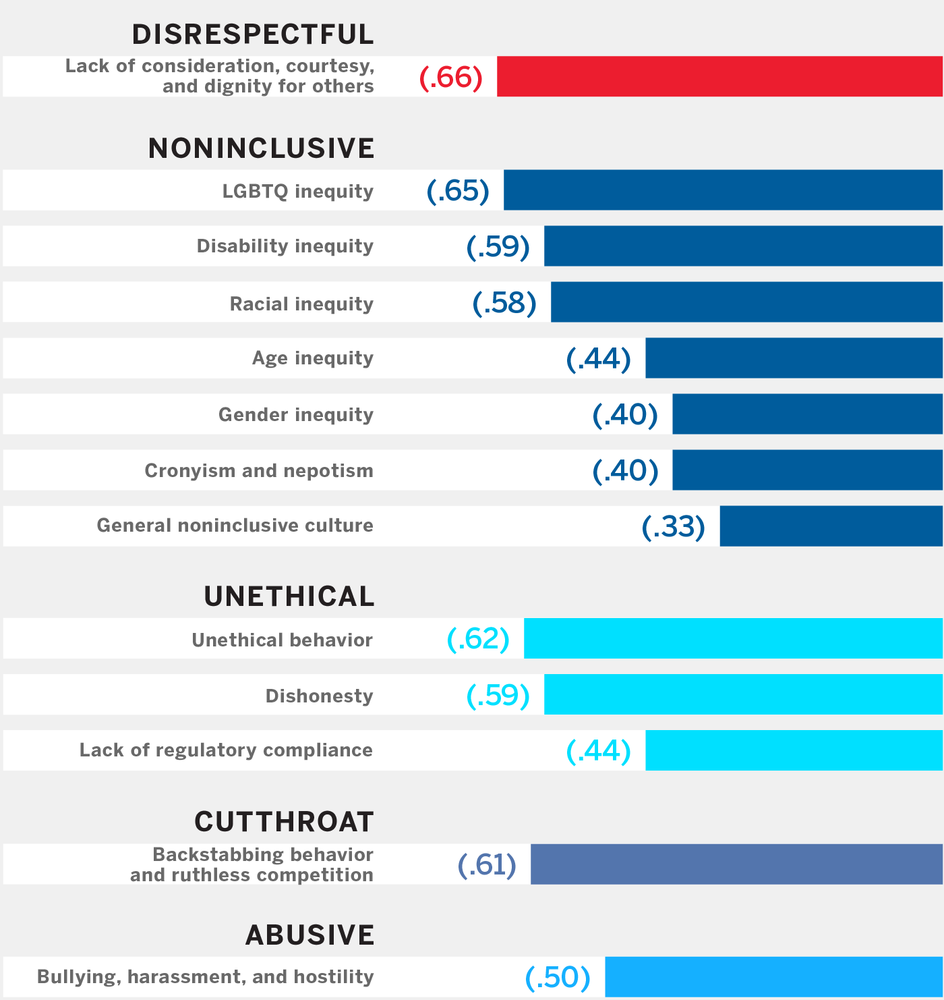 DISRESPECTFUL
Lack of consideration, courtesy,
and dignity for others
(.66)
NONINCLUSIVE
LGBTQ inequity (.65)
Disability inequity (.59)
Racial inequity (.58)
Age inequity (.44)
Gender inequity (.40)
Cronyism and nepotism (.40)
General noninclusive culture (.33)
UNETHICAL
Unethical behavior (.62)
Dishonesty (.59)
Lack of regulatory compliance (.44)
CUTTHROAT
Backstabbing behavior
and ruthless competition
(.61)
ABUSIVE
Bullying, harassment, and hostility (.50)